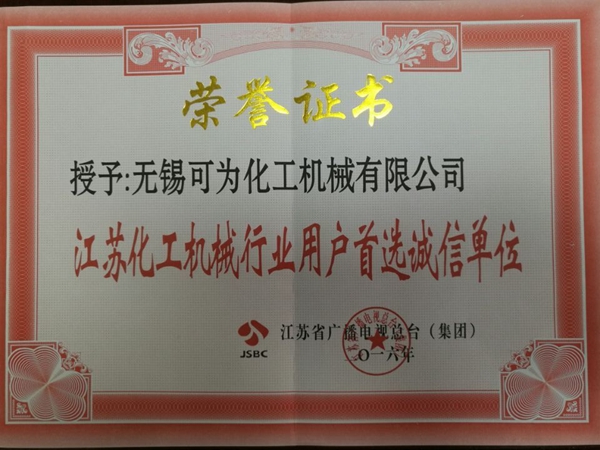 荣誉证书
授予:无锡可为化工机械有限公司
江苏化工机械行业用户首选诚信单位
JSBC
江苏省广播电视总台（集团）
二〇一六年